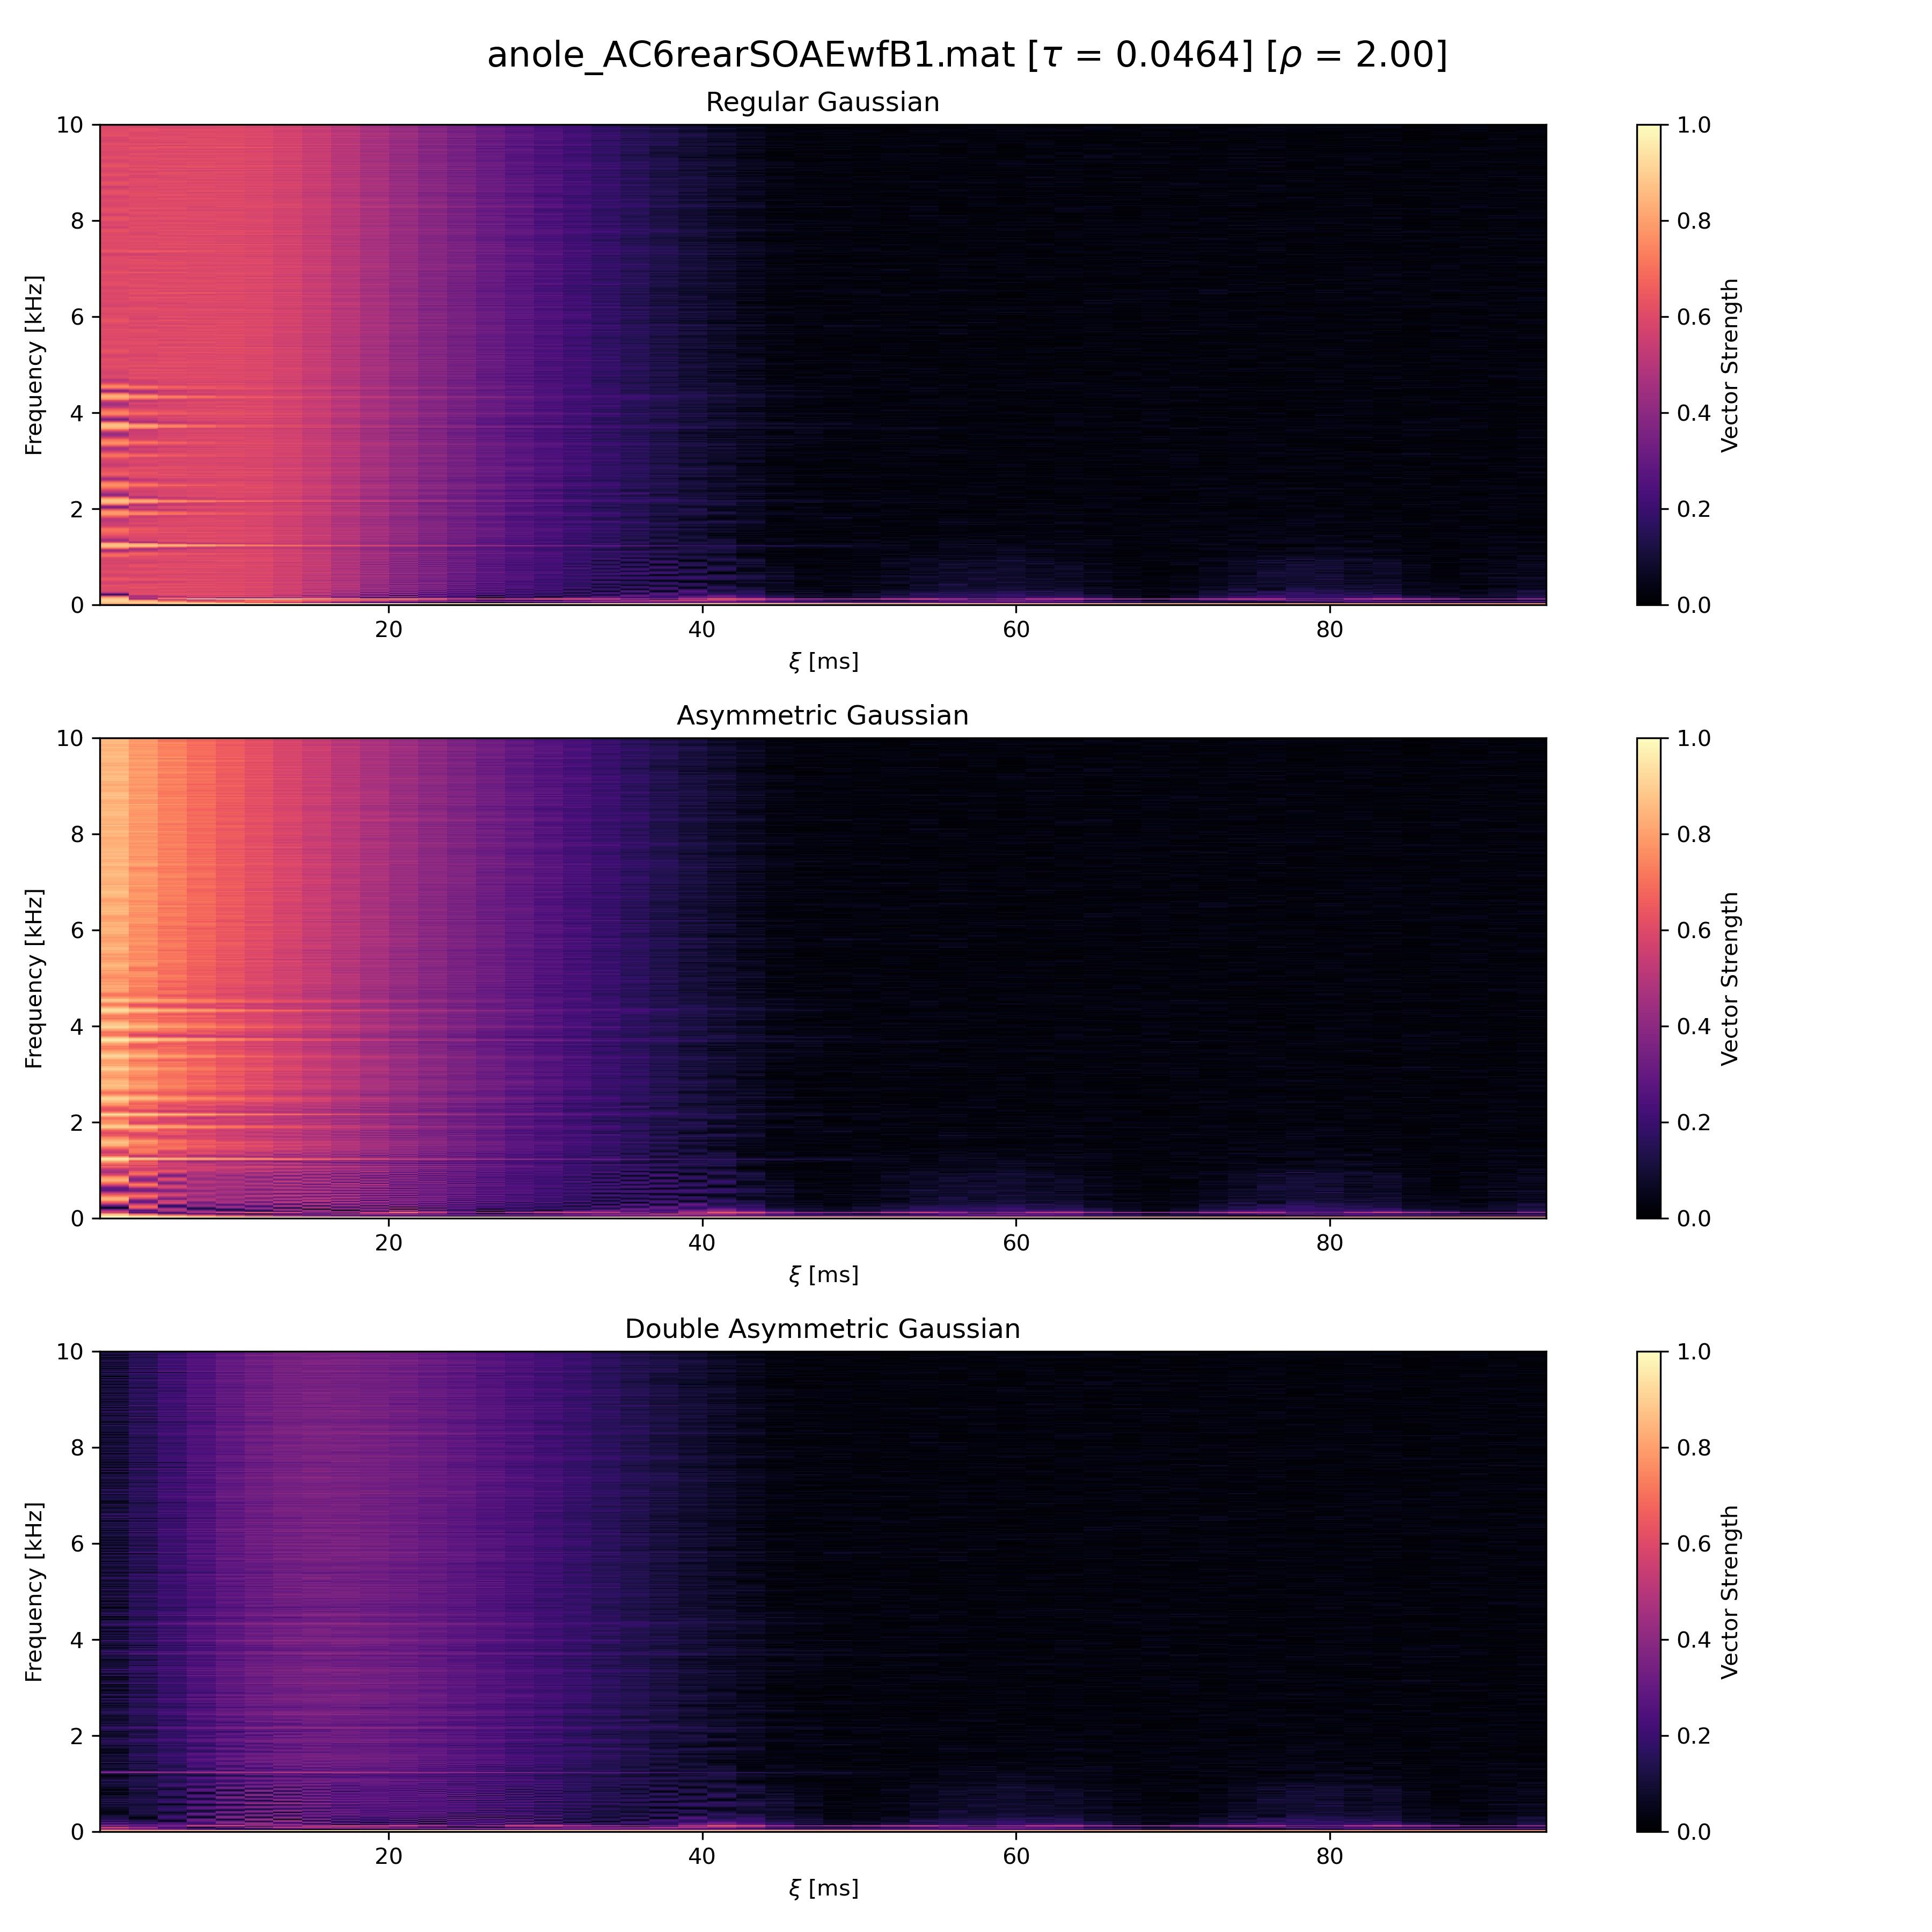 anole_AC6rearSOAEwfB1.mat [τ = 0.0464] [ρ = 2.00]
Regular Gaussian
10
8
6
4
2
0
Frequency [kHz]
20 40 60 80
ξ [ms]
1.0
0.8
0.6
0.4
0.2
0.0
Vector Strength
Asymmetric Gaussian
10
8
6
4
2
0
Frequency [kHz]
20 40 60 80
ξ [ms]
1.0
0.8
0.6
0.4
0.2
0.0
Vector Strength
Double Asymmetric Gaussian
10
8
6
4
2
0
Frequency [kHz]
20 40 60 80
ξ [ms]
1.0
0.8
0.6
0.4
0.2
0.0
Vector Strength